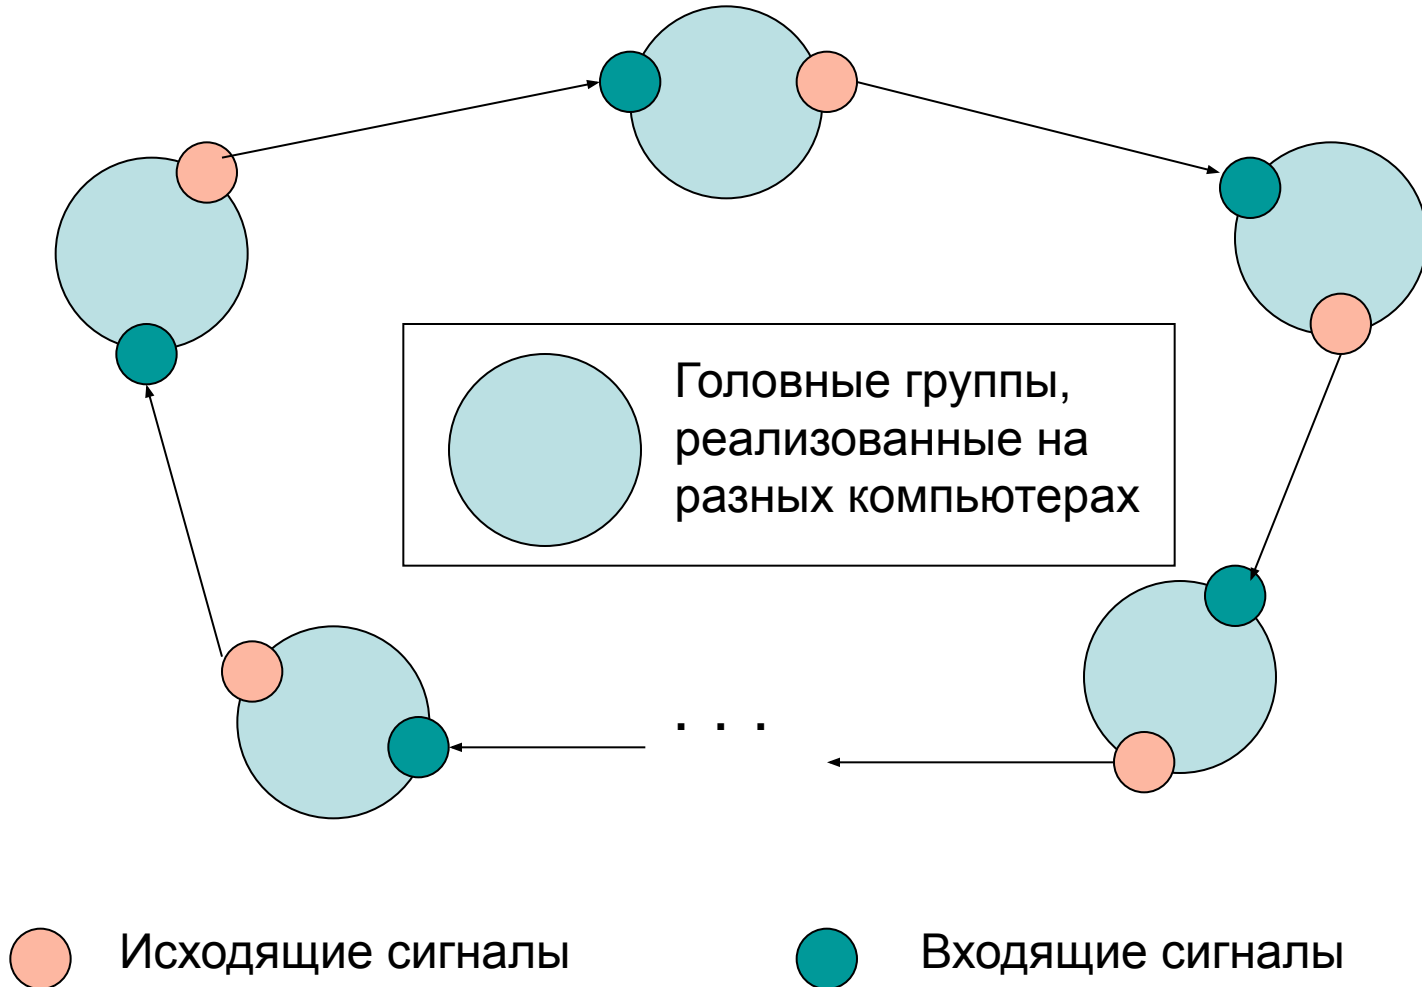 Головные группы,
реализованные на
разных компьютерах
. . .
Исходящие сигналы
Входящие сигналы